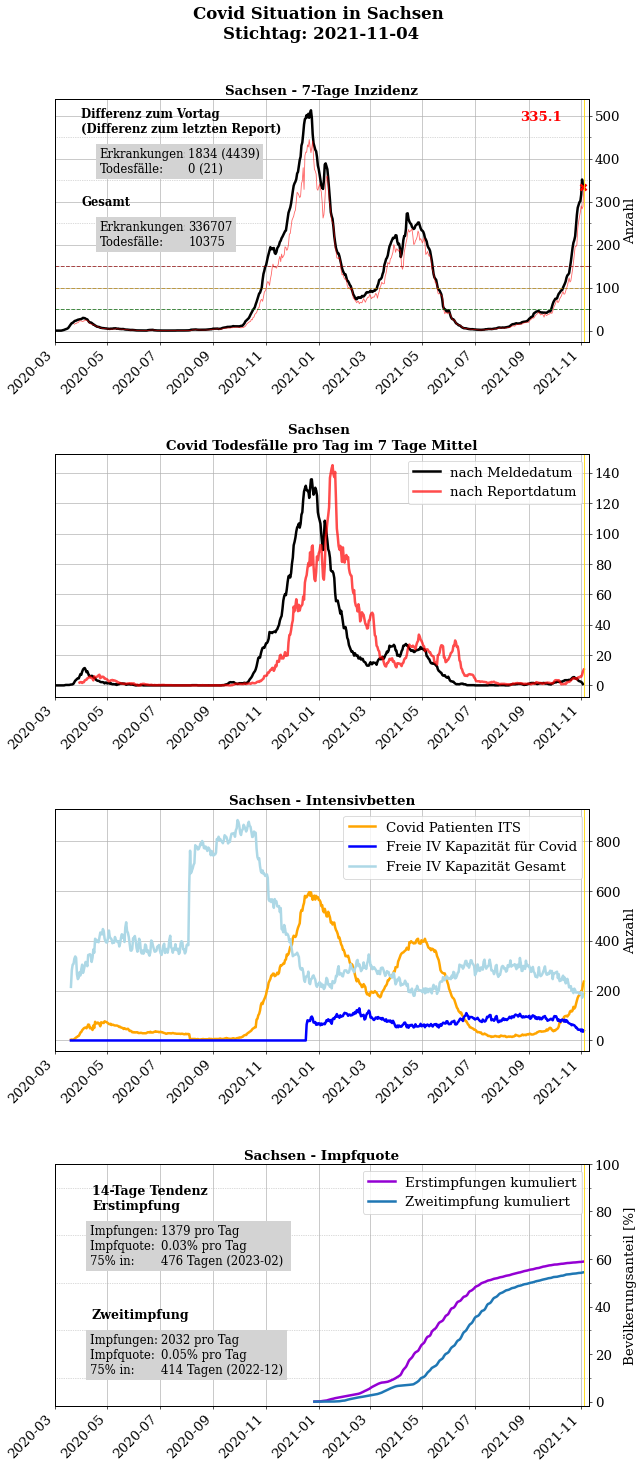 Covid Situation in Sachsen
Stichtag: 2021-11-04
Sachsen - 7-Tage Inzidenz
Differenz zum Vortag
(Differenz zum letzten Report)
Erkrankungen 1834 (4439)
Todesfälle: 0 (21)
Gesamt
Erkrankungen 336707
Todesfälle: 10375
335.1
500
400
300
200
100
0
Anzahl
2020-03
2020-05
2020-07
2020-09
2020-11
2021-01
2021-03
2021-05
2021-07
2021-09
2021-11
Sachsen
Covid Todesfälle pro Tag im 7 Tage Mittel
nach Meldedatum
nach Reportdatum
140
120
100
80
60
40
20
0
2020-03
2020-05
2020-07
2020-09
2020-11
2021-01
2021-03
2021-05
2021-07
2021-09
2021-11
Sachsen - Intensivbetten
Covid Patienten ITS
Freie IV Kapazität für Covid
Freie IV Kapazität Gesamt
800
600
400
200
0
Anzahl
2020-03
2020-05
2020-07
2020-09
2020-11
2021-01
2021-03
2021-05
2021-07
2021-09
2021-11
Sachsen - Impfquote
14-Tage Tendenz
Erstimpfung
Impfungen: 1379 pro Tag
Impfquote: 0.03% pro Tag
75% in: 476 Tagen (2023-02)
Zweitimpfung
Impfungen: 2032 pro Tag
Impfquote: 0.05% pro Tag
75% in: 414 Tagen (2022-12)
Erstimpfungen kumuliert
Zweitimpfung kumuliert
100
80
60
40
20
0
Bevölkerungsanteil [%]
2020-03
2020-05
2020-07
2020-09
2020-11
2021-01
2021-03
2021-05
2021-07
2021-09
2021-11